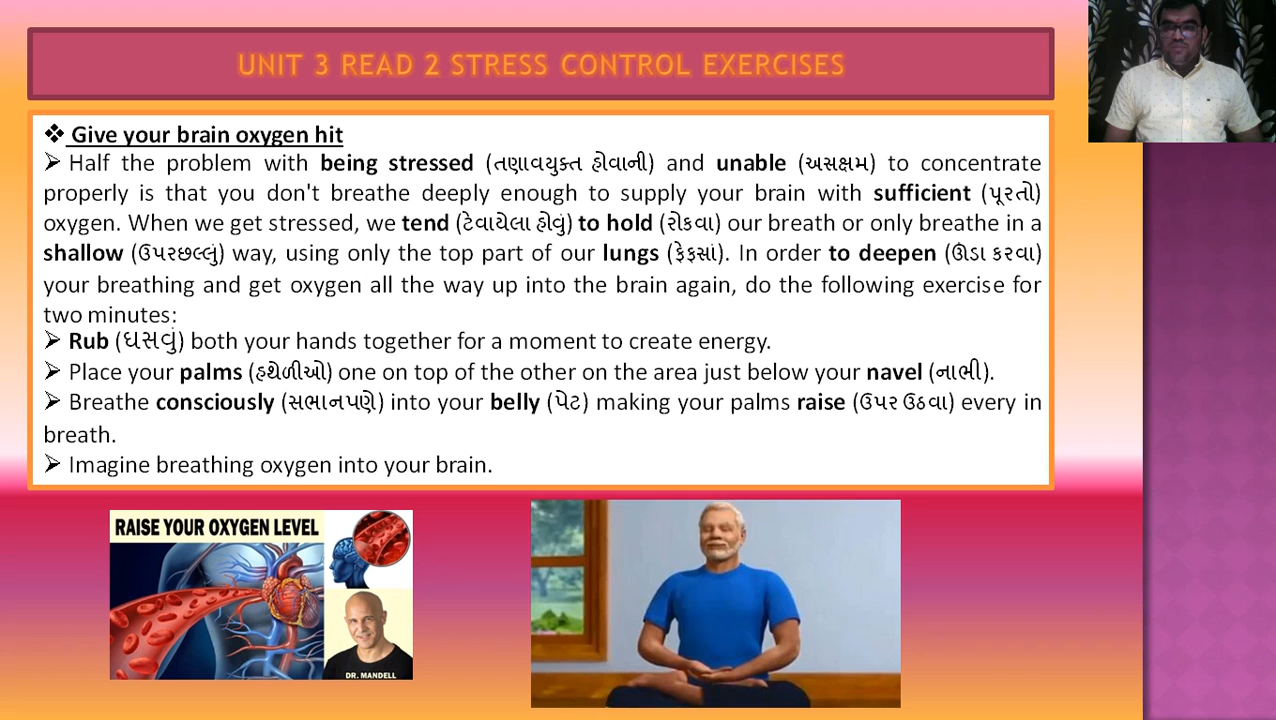 UNIT 3 READ 2 STRESS CONTROL EXERCISES
❖ Give your brain oxygen hit
➢ Half the problem with being stressed (તણાવયુક્ત હોવાની) and unable (અસક્ષમ) to concentrate
properly is that you don't breathe deeply enough to supply your brain with sufficient (પૂરતો)
oxygen. When we get stressed, we tend (ટેવાયેલા હોવું) to hold (રોકવા) our breath or only breathe in a
shallow (ઉપરછલ્લું) way, using only the top part of our lungs (ફેફસાં). In order to deepen (ઊંડા કરવા)
your breathing and get oxygen all the way up into the brain again, do the following exercise for
two minutes:
➢ Rub (ઘસવું) both your hands together for a moment to create energy.
➢ Place your palms (હથેળીઓ) one on top of the other on the area just below your navel (નાભી).
➢ Breathe consciously (સભાનપણે) into your belly (પેટ) making your palms raise (ઉપર ઉઠવા) every in
breath.
➢ Imagine breathing oxygen into your brain.
RAISE YOUR OXYGEN LEVEL
DR. MANDELL